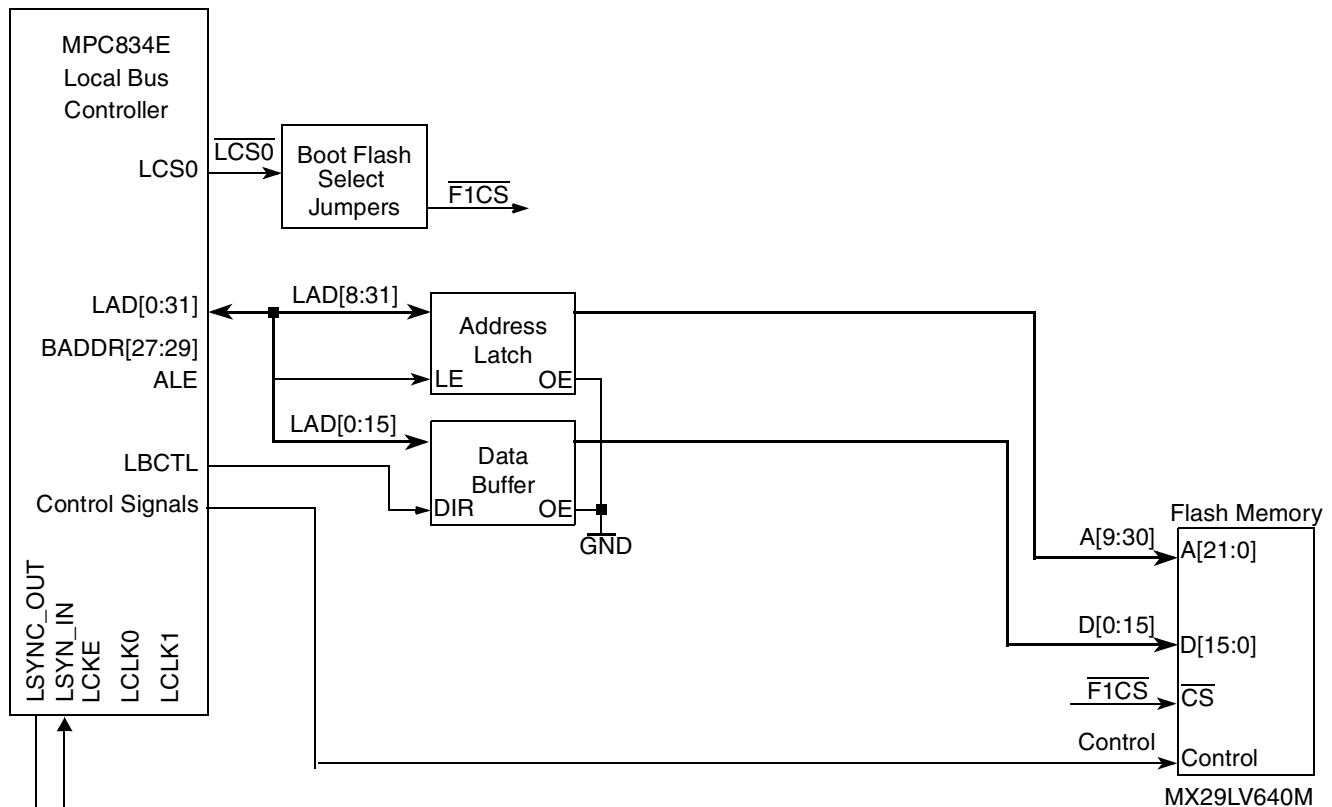 MPC834E
Local Bus
Controller
LCS0
LCS0
Boot Flash
Select
Jumpers
F1CS
LAD[0:31]
LAD[8:31]
Address
Latch
BADDR[27:29]
ALE
LE
OE
LAD[0:15]
Data
Buffer
LBCTL
Control Signals
DIR
OE
GND
Flash Memory
A[9:30]
A[21:0]
D[0:15]
D[15:0]
F1CS
CS
Control
Control
MX29LV640M
LSYNC_OUT
LSYN_IN
LCKE
LCLK0
LCLK1